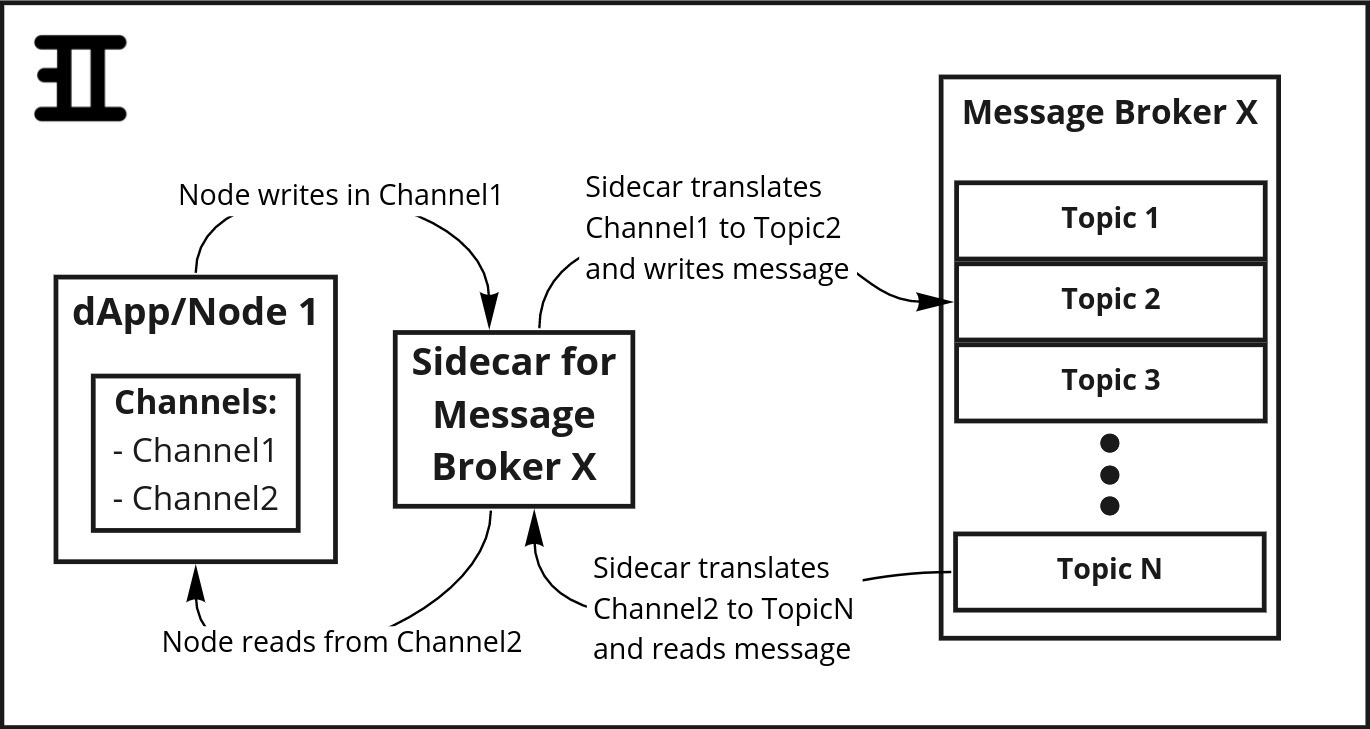 Message Broker X
Node writes in Channel1
Sidecar translates
Channel1 to Topic2
and writes message
Topic 1
Topic 2
Topic 3
Topic N
dApp/Node 1
Channels:
- Channel1
- Channel2
Sidecar for
Message
Broker X
Sidecar translates
Channel2 to TopicN
and reads message
Node reads from Channel2